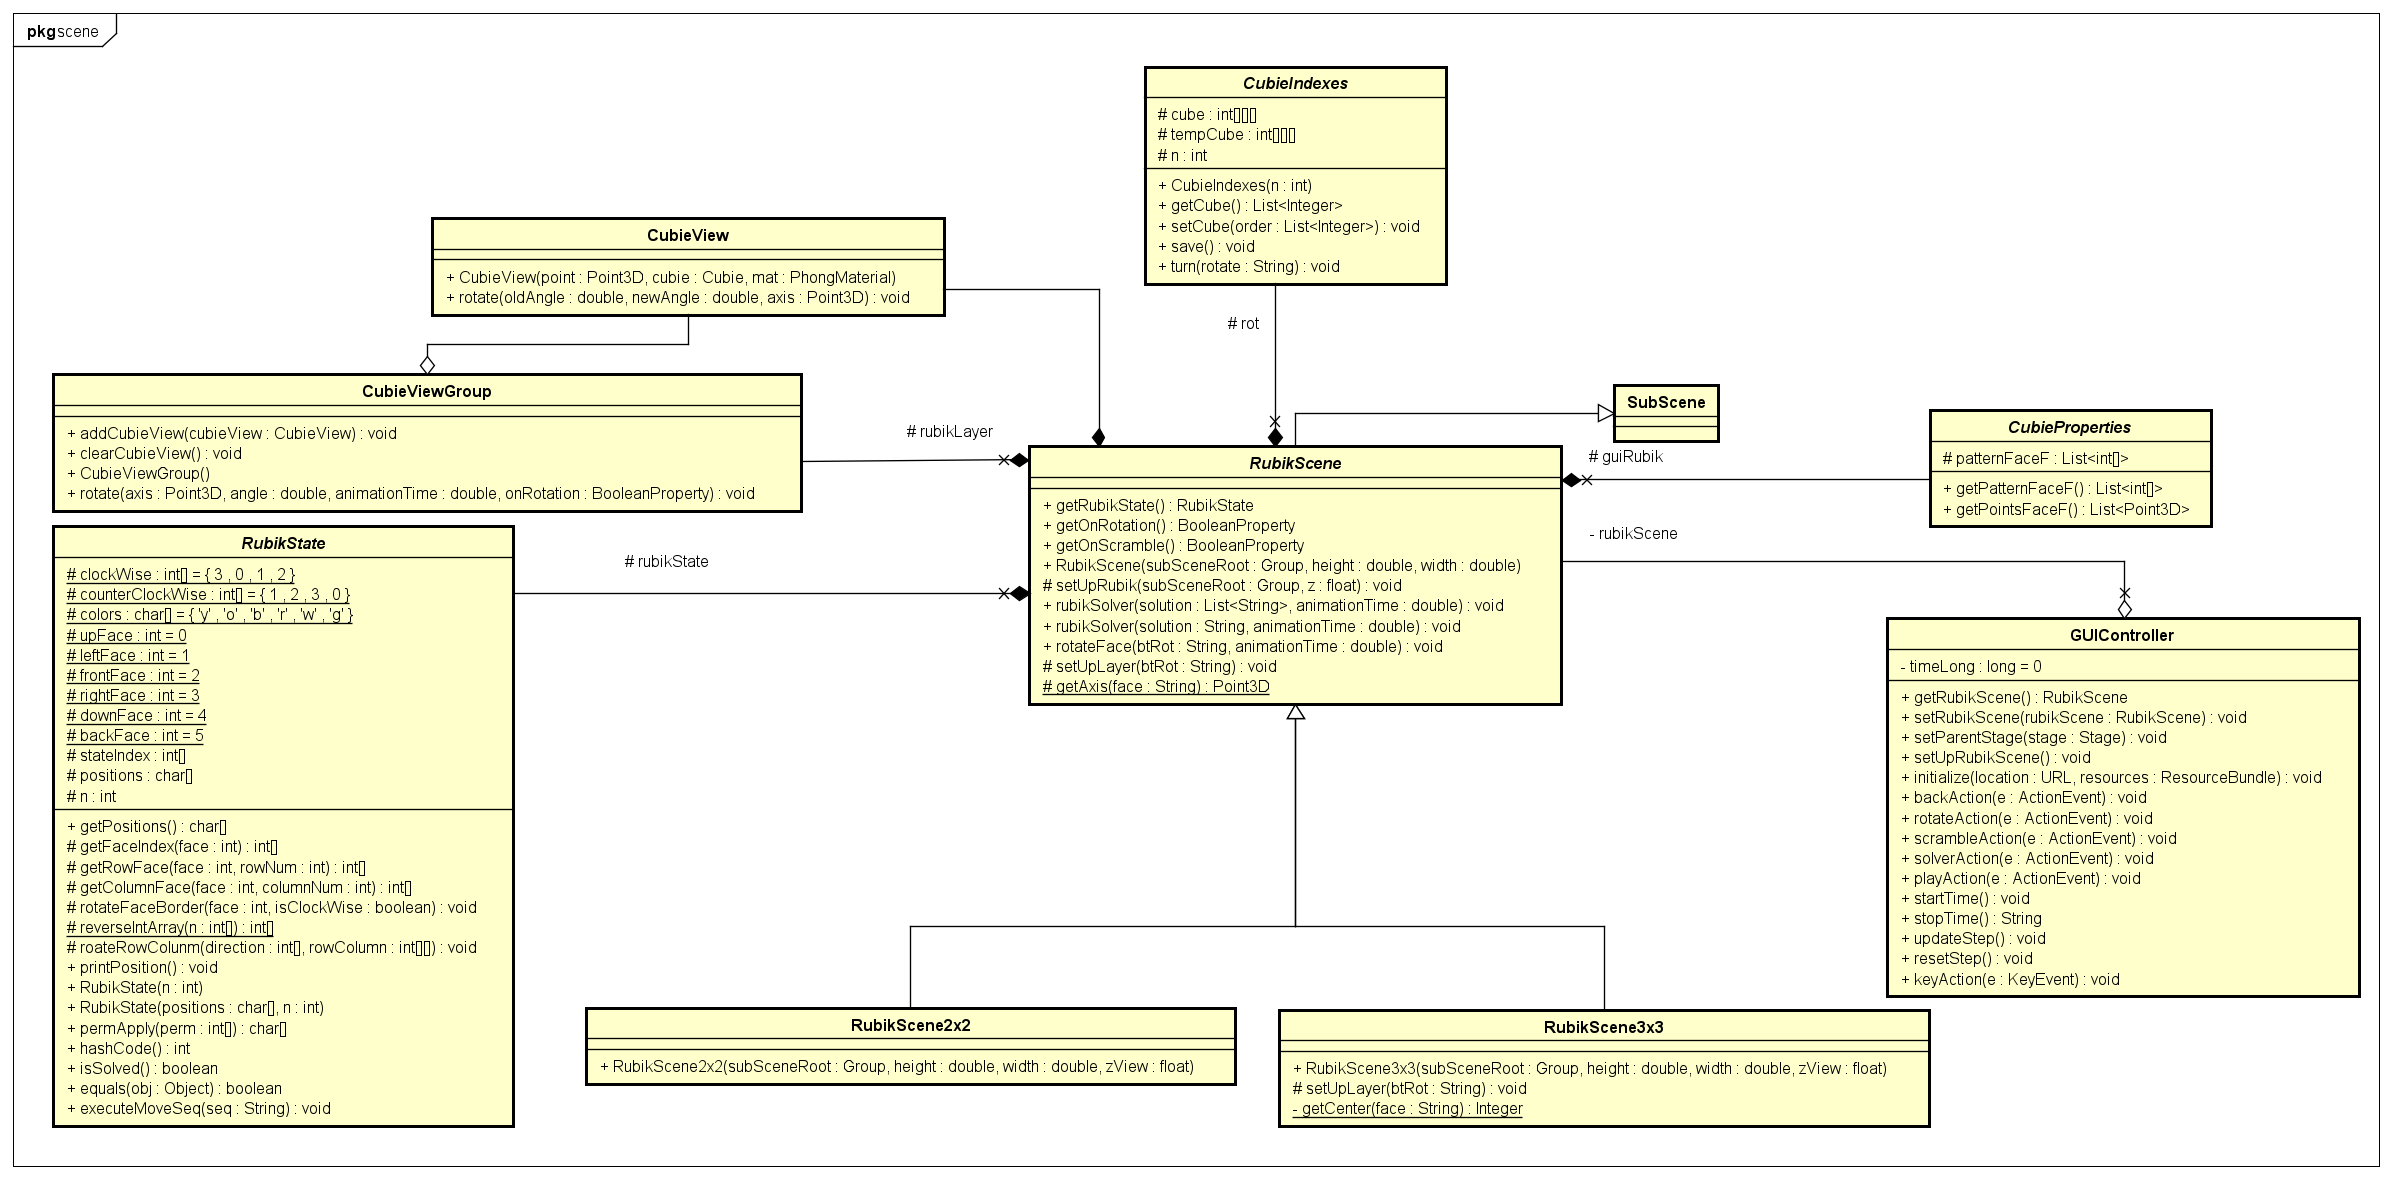 pkg scene
CubieIndexes
# cube : int[][][]
# tempCube : int[][][]
# n : int
+ CubieIndexes(n : int)
+ getCube() : List<Integer>
+ setCube(order : List<Integer>) : void
+ save() : void
+ turn(rotate : String) : void
CubieView
+ CubieView(point : Point3D, cubie : Cubie, mat : PhongMaterial)
+ rotate(oldAngle : double, newAngle : double, axis : Point3D) : void
# rot
CubieViewGroup
+ addCubieView(cubieView : CubieView) : void
+ clearCubieView() : void
+ CubieViewGroup()
+ rotate(axis : Point3D, angle : double, animationTime : double, onRotation : BooleanProperty) : void
# rubikLayer
SubScene
# guiRubik
CubieProperties
# patternFaceF : List<int[]>
+ getPatternFaceF() : List<int[]>
+ getPointsFaceF() : List<Point3D>
RubikScene
+ getRubikState() : RubikState
+ getOnRotation() : BooleanProperty
+ getOnScramble() : BooleanProperty
+ RubikScene(subSceneRoot : Group, height : double, width : double)
# setUpRubik(subSceneRoot : Group, z : float) : void
+ rubikSolver(solution : List<String>, animationTime : double) : void
+ rubikSolver(solution : String, animationTime : double) : void
+ rotateFace(btRot : String, animationTime : double) : void
# setUpLayer(btRot : String) : void
# getAxis(face : String) : Point3D
- rubikScene
# rubikState
RubikState
# clockWise : int[] = { 3 , 0 , 1 , 2 }
# counterClockWise : int[] = { 1 , 2 , 3 , 0 }
# colors : char[] = { 'y' , 'o' , 'b' , 'r' , 'w' , 'g' }
# upFace : int = 0
# leftFace : int = 1
# frontFace : int = 2
# rightFace : int = 3
# downFace : int = 4
# backFace : int = 5
# stateIndex : int[]
# positions : char[]
# n : int
+ getPositions() : char[]
# getFaceIndex(face : int) : int[]
# getRowFace(face : int, rowNum : int) : int[]
# getColumnFace(face : int, columnNum : int) : int[]
# rotateFaceBorder(face : int, isClockWise : boolean) : void
# reverseIntArray(n : int[]) : int[]
# roateRowColunm(direction : int[], rowColumn : int[][]) : void
+ printPosition() : void
+ RubikState(n : int)
+ RubikState(positions : char[], n : int)
+ permApply(perm : int[]) : char[]
+ hashCode() : int
+ isSolved() : boolean
+ equals(obj : Object) : boolean
+ executeMoveSeq(seq : String) : void
GUIController
- timeLong : long = 0
+ getRubikScene() : RubikScene
+ setRubikScene(rubikScene : RubikScene) : void
+ setParentStage(stage : Stage) : void
+ setUpRubikScene() : void
+ initialize(location : URL, resources : ResourceBundle) : void
+ backAction(e : ActionEvent) : void
+ rotateAction(e : ActionEvent) : void
+ scrambleAction(e : ActionEvent) : void
+ solverAction(e : ActionEvent) : void
+ playAction(e : ActionEvent) : void
+ startTime() : void
+ stopTime() : String
+ updateStep() : void
+ resetStep() : void
+ keyAction(e : KeyEvent) : void
RubikScene2x2
+ RubikScene2x2(subSceneRoot : Group, height : double, width : double, zView : float)
RubikScene3x3
+ RubikScene3x3(subSceneRoot : Group, height : double, width : double, zView : float)
# setUpLayer(btRot : String) : void
- getCenter(face : String) : Integer